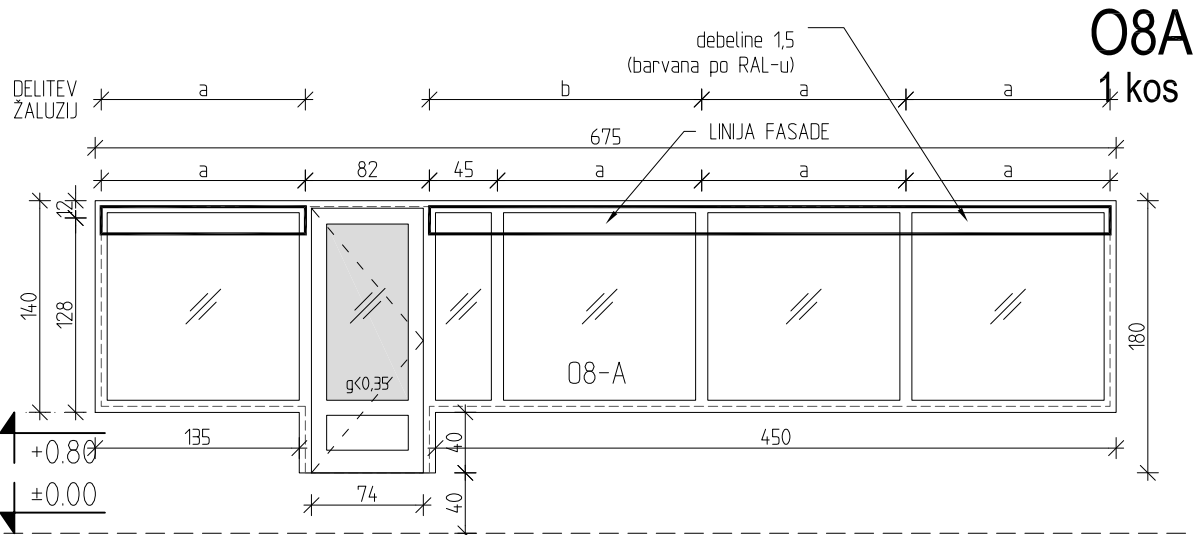 O8A
1 kos
debeline 1,5
(barvana po RAL-u)
DELITEV
ŽALUZIJ
a
b
a
a
675
LINIJA FASADE
a
82
45
a
a
a
12
140
128
180
g<0,35
08-A
135
40
450
+0.80
±0.00
74
40